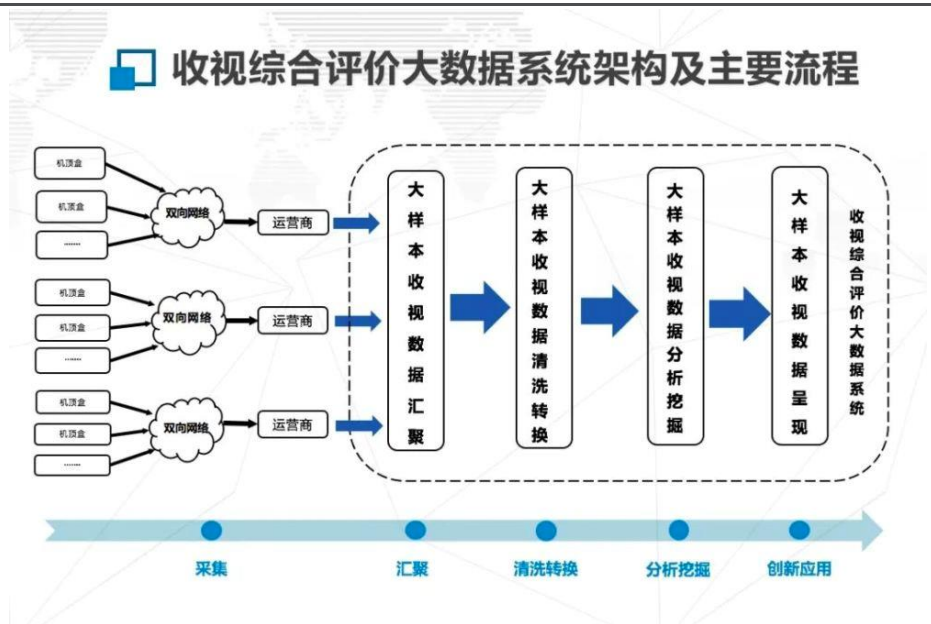 收视综合评价大数据系统架构及主要流程
机顶盒
机顶盒
.......
双向网络
运营商
机顶盒
机顶盒
.......
双向网络
运营商
机顶盒
机顶盒
.......
双向网络
运营商
大样本收视数据汇聚
大样本收视数据清洗转换
大样本收视数据分析挖掘
大样本收视数据呈现
收视综合评价大数据系统
采集
汇聚
清洗转换
分析挖掘
创新应用